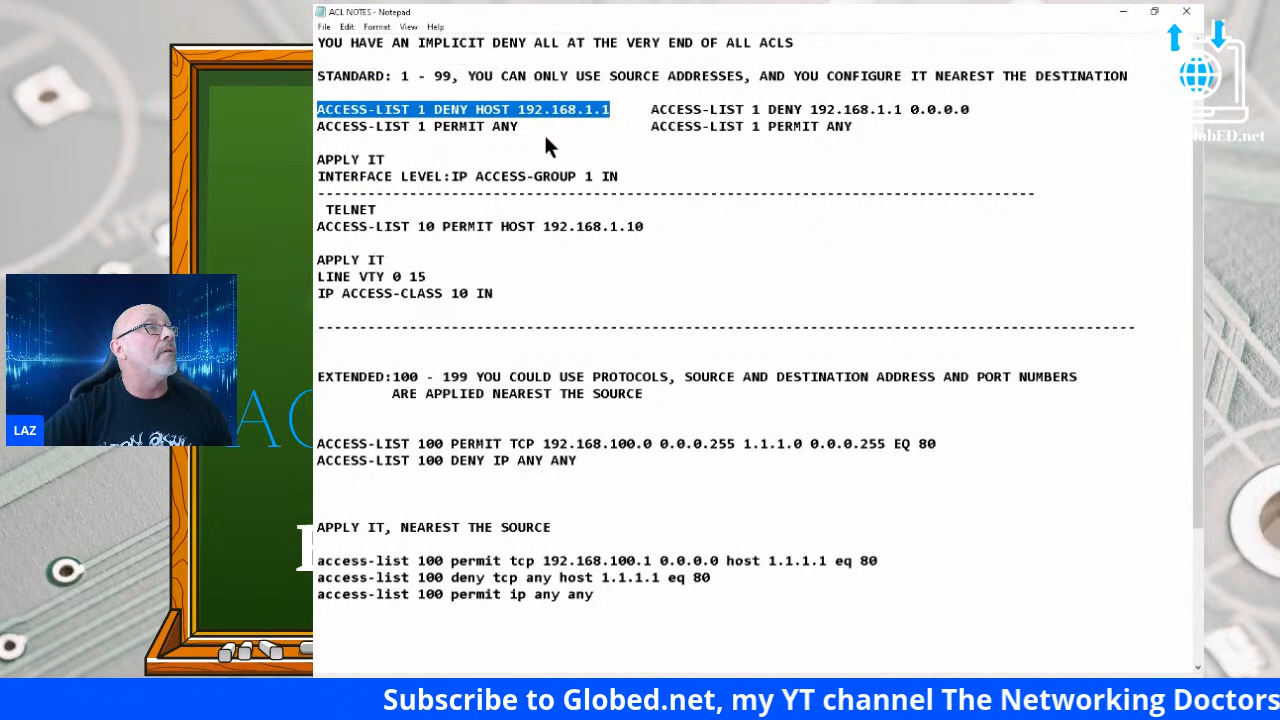 ACL NOTES - Notepad
File Edit Format View Help
YOU HAVE AN IMPLICIT DENY ALL AT THE VERY END OF ALL ACLS
STANDARD: 1 - 99, YOU CAN ONLY USE SOURCE ADDRESSES, AND YOU CONFIGURE IT NEAREST THE DESTINATION
ACCESS-LIST 1 DENY HOST 192.168.1.1 ACCESS-LIST 1 DENY 192.168.1.1 0.0.0.0
ACCESS-LIST 1 PERMIT ANY ACCESS-LIST 1 PERMIT ANY
APPLY IT
INTERFACE LEVEL:IP ACCESS-GROUP 1 IN
--------------------------------------------------------------------------------------
TELNET
ACCESS-LIST 10 PERMIT HOST 192.168.1.10
APPLY IT
LINE VTY 0 15
IP ACCESS-CLASS 10 IN
--------------------------------------------------------------------------------------------------
EXTENDED:100 - 199 YOU COULD USE PROTOCOLS, SOURCE AND DESTINATION ADDRESS AND PORT NUMBERS
ARE APPLIED NEAREST THE SOURCE
ACCESS-LIST 100 PERMIT TCP 192.168.100.0 0.0.0.255 1.1.1.0 0.0.0.255 EQ 80
ACCESS-LIST 100 DENY IP ANY ANY
APPLY IT, NEAREST THE SOURCE
access-list 100 permit tcp 192.168.100.1 0.0.0.0 host 1.1.1.1 eq 80
access-list 100 deny tcp any host 1.1.1.1 eq 80
access-list 100 permit ip any any
LAZ
Subscribe to Globed.net, my YT channel The Networking Doctors